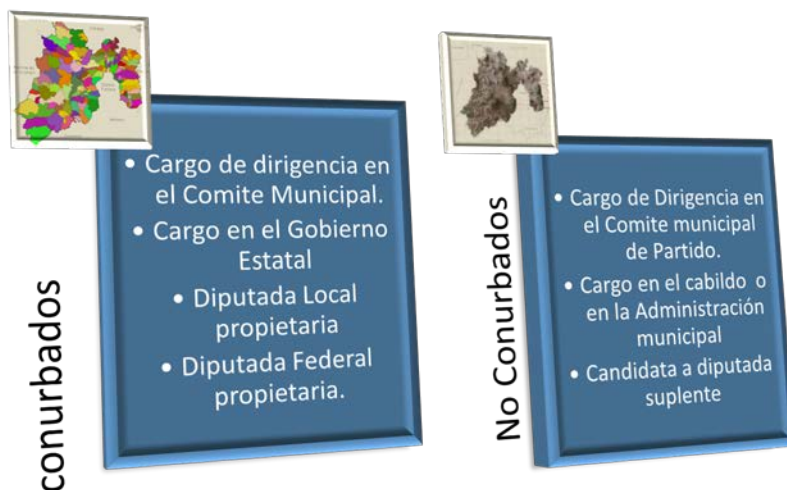 conurbados
• Cargo de dirigencia en
el Comite Municipal.
• Cargo en el Gobierno
Estatal
• Diputada Local
propietaria
• Diputada Federal
propietaria.
No Conurbados
• Cargo de Dirigencia en
el Comite municipal
de Partido.
• Cargo en el cabildo o
en la Administración
municipal
• Candidata a diputada
suplente